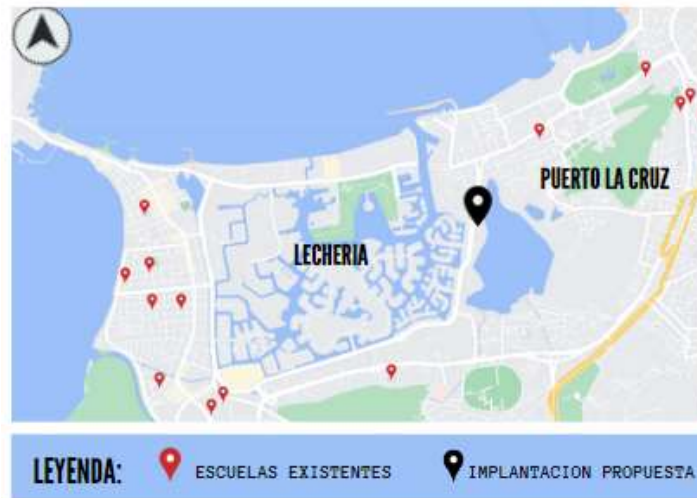 PUERTO LA CRUZ
LECHERIA
LEYENDA: ESCUELAS EXISTENTES IMPLANTACION PROPUESTA